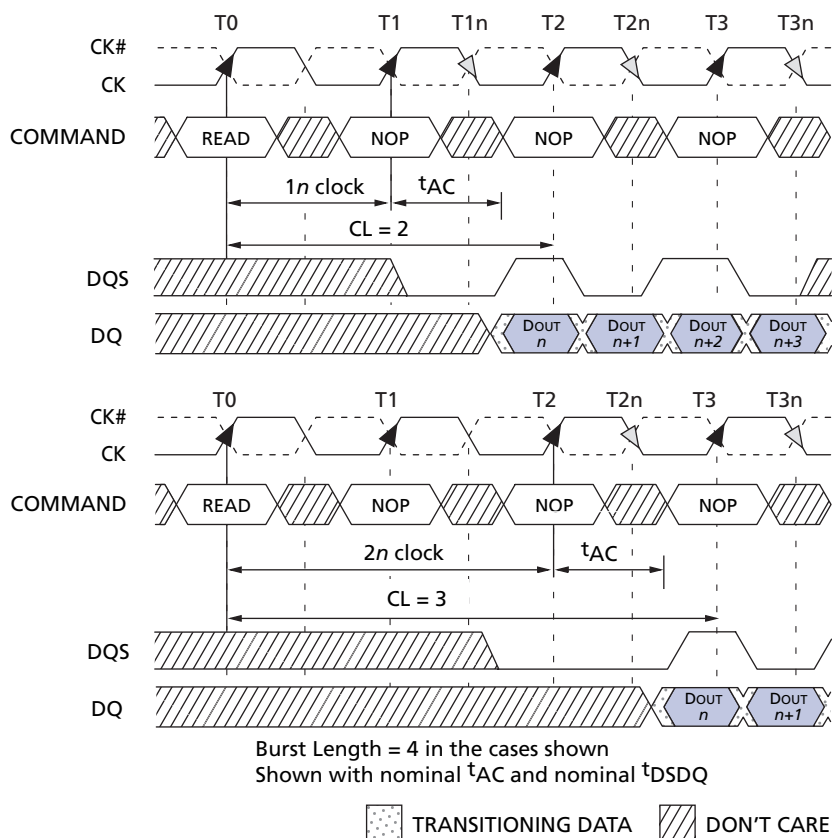 T0 T1 T1n T2 T2n T3 T3n
CK#
CK
COMMAND READ NOP NOP NOP
1n clock tAC
CL = 2
DQS
DQ DOUT n DOUT n+1 DOUT n+2 DOUT n+3
T0 T1 T2 T2n T3 T3n
CK#
CK
COMMAND READ NOP NOP NOP
2n clock tAC
CL = 3
DQS
DQ DOUT n DOUT n+1
Burst Length = 4 in the cases shown
Shown with nominal tAC and nominal tDSDQ
TRANSITIONING DATA DON'T CARE